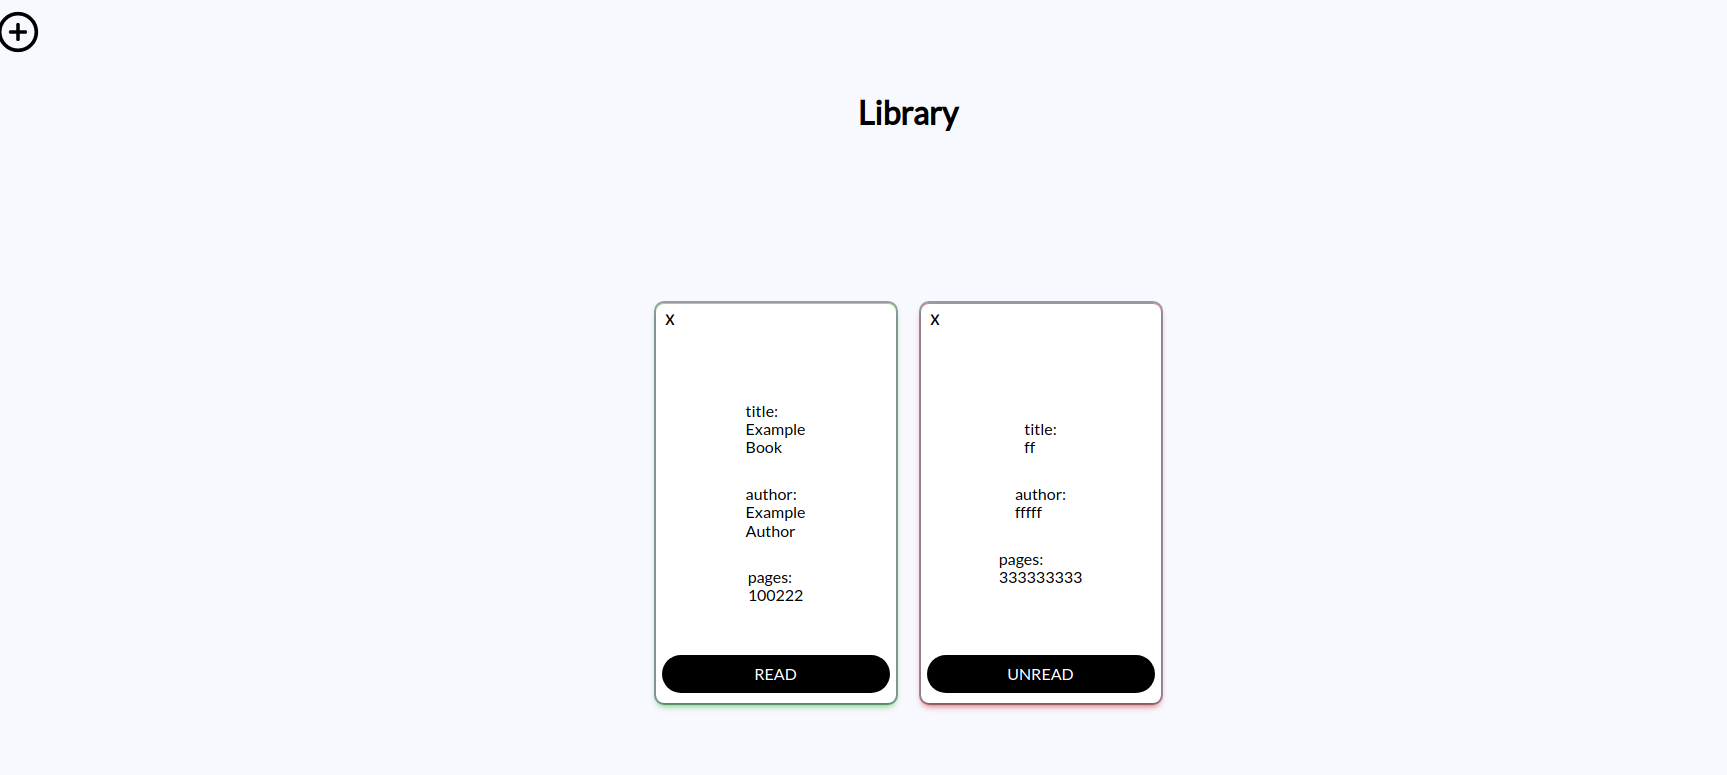 Library
X
title:
Example
Book
author:
Example
Author
pages:
100222
READ
X
title:
ff
author:
fffff
pages:
333333333
UNREAD